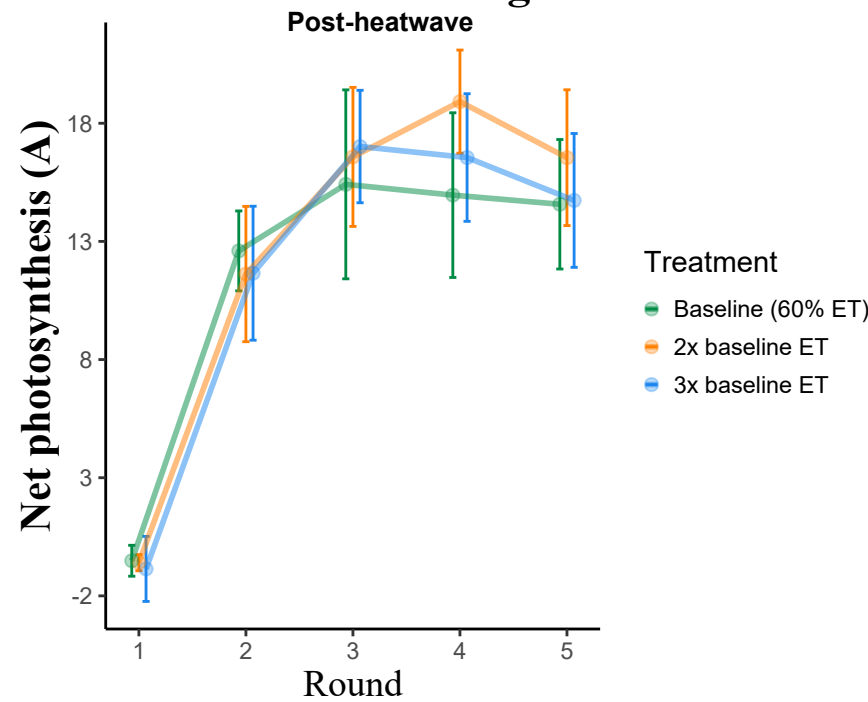 Post-heatwave
Net photosynthesis (A)
18
13
8
3
-2
1 2 3 4 5
Round
Treatment
Baseline (60% ET)
2x baseline ET
3x baseline ET